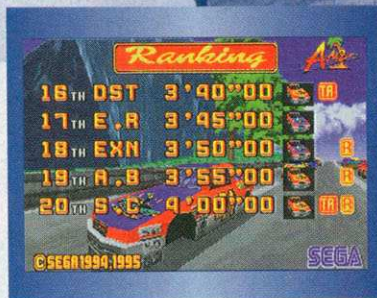 Ranking
16TH DST 3'40"00 TA
17TH E.R 3'45"00
18TH EXN 3'50"00 R
19TH A.B 3'55"00 R
20TH S.C 4'00"00 TA R
©SEGA1994,1995
SEGA